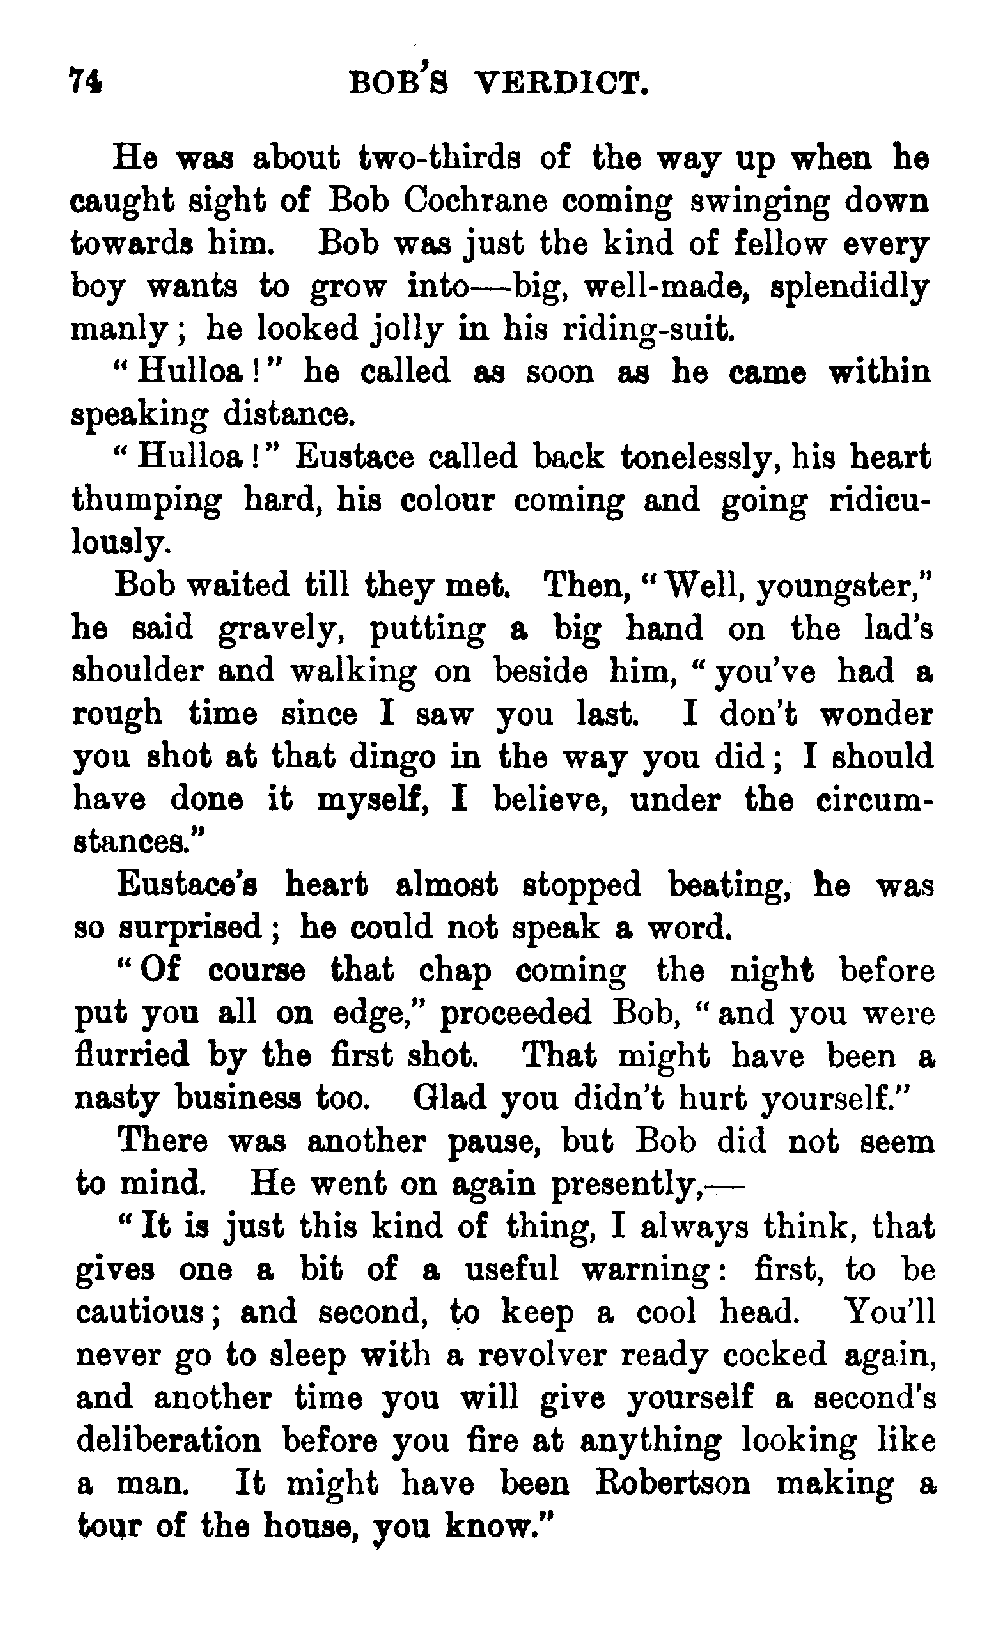 74 BOB'S VERDICT.
He was about two-thirds of the way up when he
caught sight of Bob Cochrane coming swinging down
towards him. Bob was just the kind of fellow every
boy wants to grow into—big, well-made, splendidly
manly; he looked jolly in his riding-suit.
"Hulloa!" he called as soon as he came within
speaking distance.
"Hulloa!" Eustace called back tonelessly, his heart
thumping hard, his colour coming and going ridicu-
lously.
Bob waited till they met. Then, "Well, youngster,"
he said gravely, putting a big hand on the lad's
shoulder and walking on beside him, "you've had a
rough time since I saw you last. I don't wonder
you shot at that dingo in the way you did; I should
have done it myself, I believe, under the circum-
stances."
Eustace's heart almost stopped beating, he was
so surprised; he could not speak a word.
"Of course that chap coming the night before
put you all on edge," proceeded Bob, "and you were
flurried by the first shot. That might have been a
nasty business too. Glad you didn't hurt yourself."
There was another pause, but Bob did not seem
to mind. He went on again presently,—
"It is just this kind of thing, I always think, that
gives one a bit of a useful warning: first, to be
cautious; and second, to keep a cool head. You'll
never go to sleep with a revolver ready cocked again,
and another time you will give yourself a second's
deliberation before you fire at anything looking like
a man. It might have been Robertson making a
tour of the house, you know."